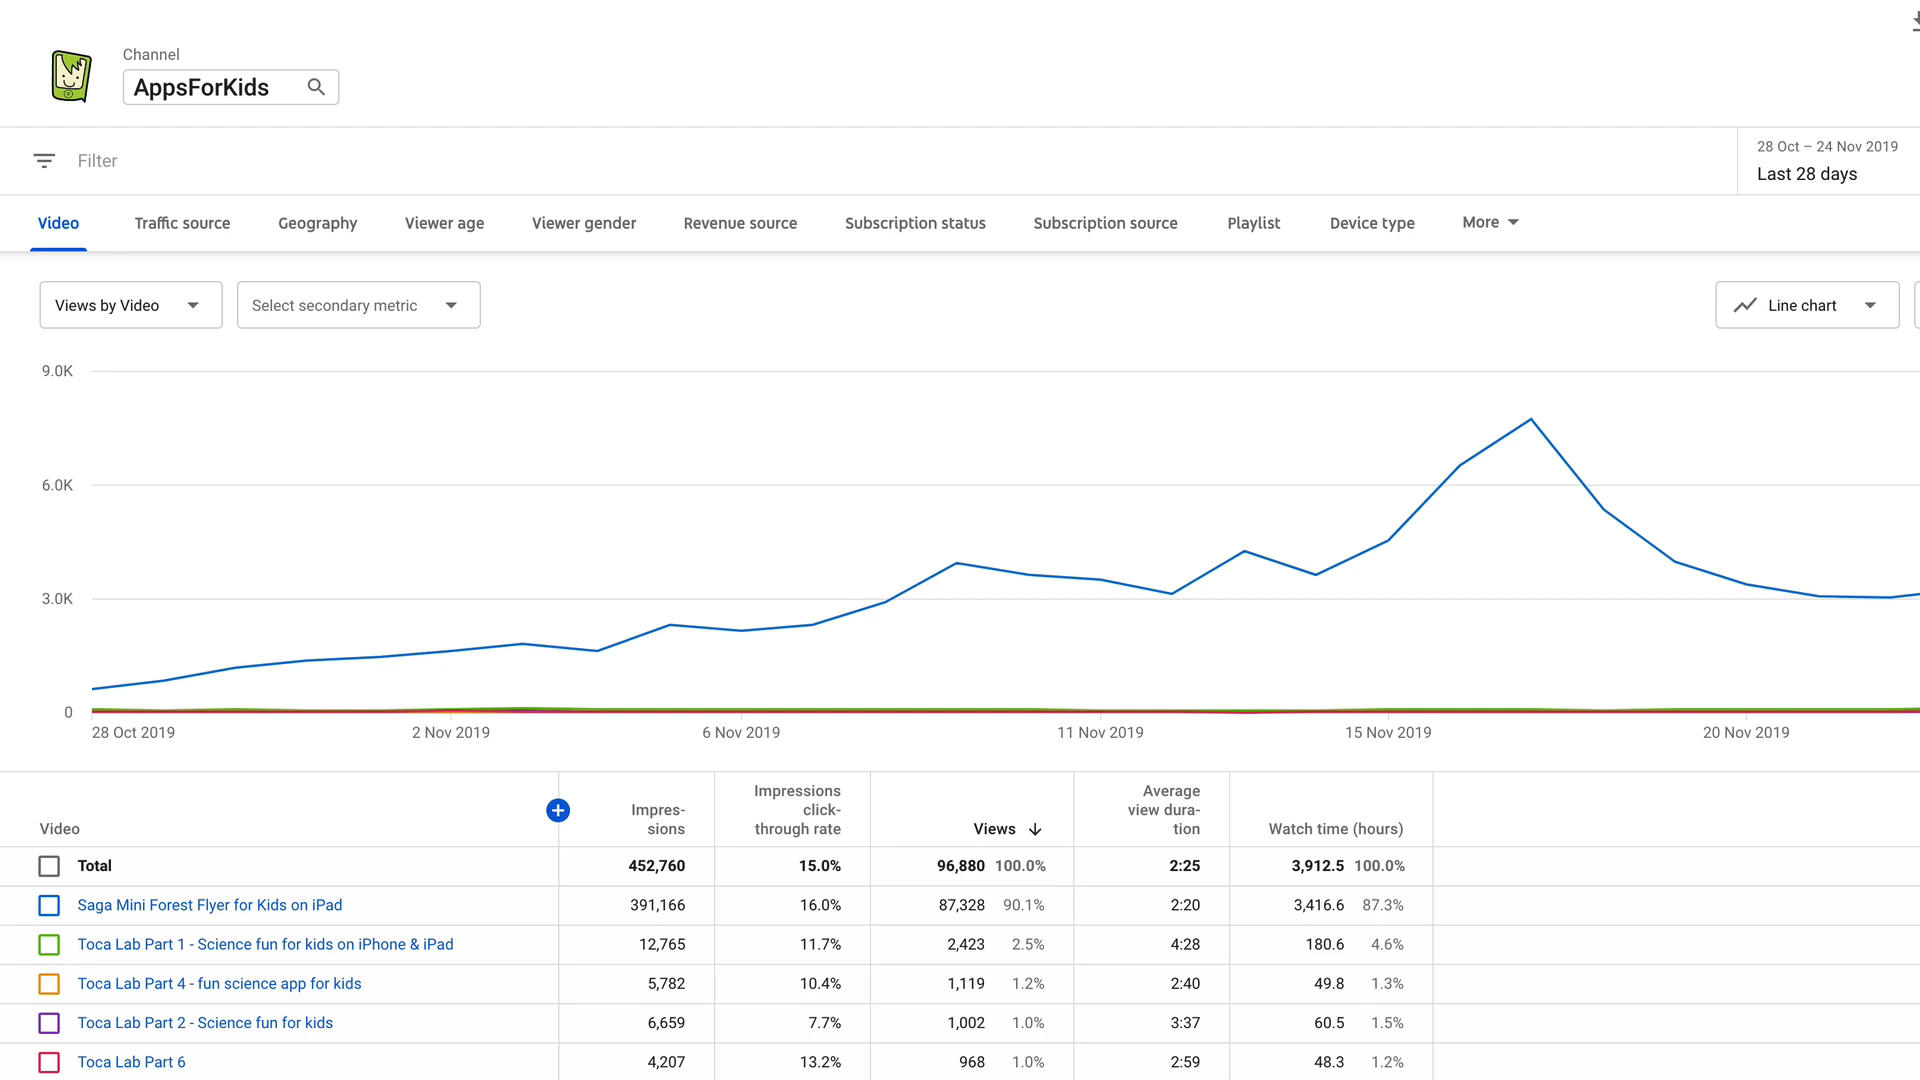 Channel
AppsForKids
Filter
28 Oct – 24 Nov 2019
Last 28 days
Video Traffic source Geography Viewer age Viewer gender Revenue source Subscription status Subscription source Playlist Device type More
Views by Video Select secondary metric Line chart
9.0K
6.0K
3.0K
0
28 Oct 2019 2 Nov 2019 6 Nov 2019 11 Nov 2019 15 Nov 2019 20 Nov 2019
Video
Impres-
sions
Impressions
click-
through rate
Views
Average
view dura-
tion
Watch time (hours)
Total 452,760 15.0% 96,880 100.0% 2:25 3,912.5 100.0%
Saga Mini Forest Flyer for Kids on iPad 391,166 16.0% 87,328 90.1% 2:20 3,416.6 87.3%
Toca Lab Part 1 - Science fun for kids on iPhone & iPad 12,765 11.7% 2,423 2.5% 4:28 180.6 4.6%
Toca Lab Part 4 - fun science app for kids 5,782 10.4% 1,119 1.2% 2:40 49.8 1.3%
Toca Lab Part 2 - Science fun for kids 6,659 7.7% 1,002 1.0% 3:37 60.5 1.5%
Toca Lab Part 6 4,207 13.2% 968 1.0% 2:59 48.3 1.2%